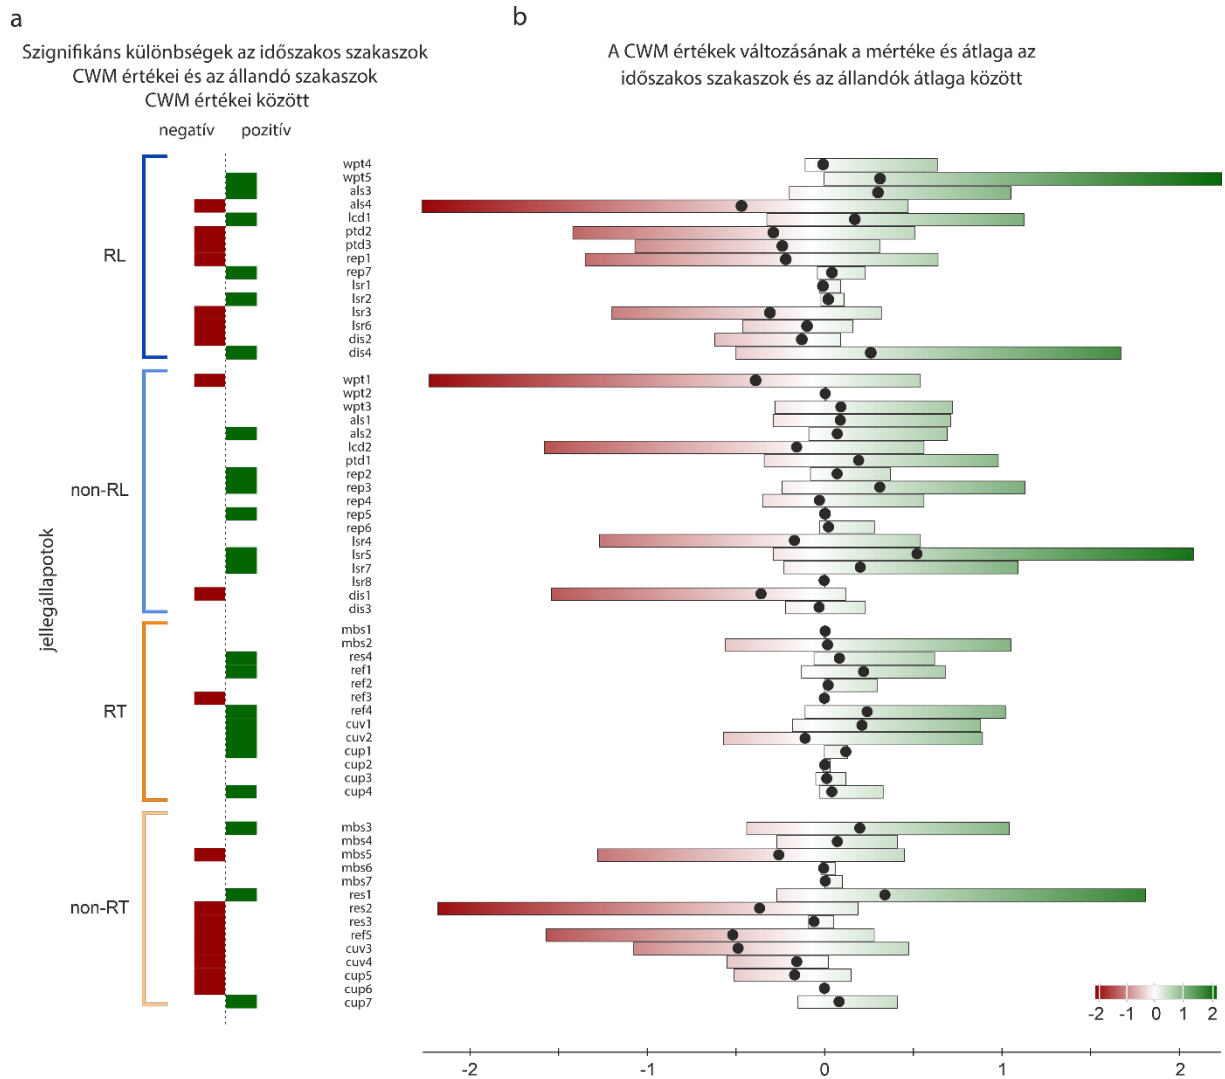 a
b
Szignifikáns különbségek az időszakos szakaszok
CWM értékei és az állandó szakaszok
CWM értékei között
A CWM értékek változásának a mértéke és átlaga az
időszakos szakaszok és az állandók átlaga között
negatív pozitív
jellegállapotok
RL
wpt4
wpt5
als3
als4
lcd1
ptd2
ptd3
rep1
rep7
lsr1
lsr2
lsr3
lsr6
dis2
dis4
non-RL
wpt1
wpt2
wpt3
als1
als2
lcd2
ptd1
rep2
rep3
rep4
rep5
rep6
lsr4
lsr5
lsr7
lsr8
dis1
dis3
RT
mbs1
mbs2
res4
ref1
ref2
ref3
ref4
cuv1
cuv2
cup1
cup2
cup3
cup4
non-RT
mbs3
mbs4
mbs5
mbs6
mbs7
res1
res2
res3
ref5
cuv3
cuv4
cup5
cup6
cup7
-2 -1 0 1 2
-2 -1 0 1 2